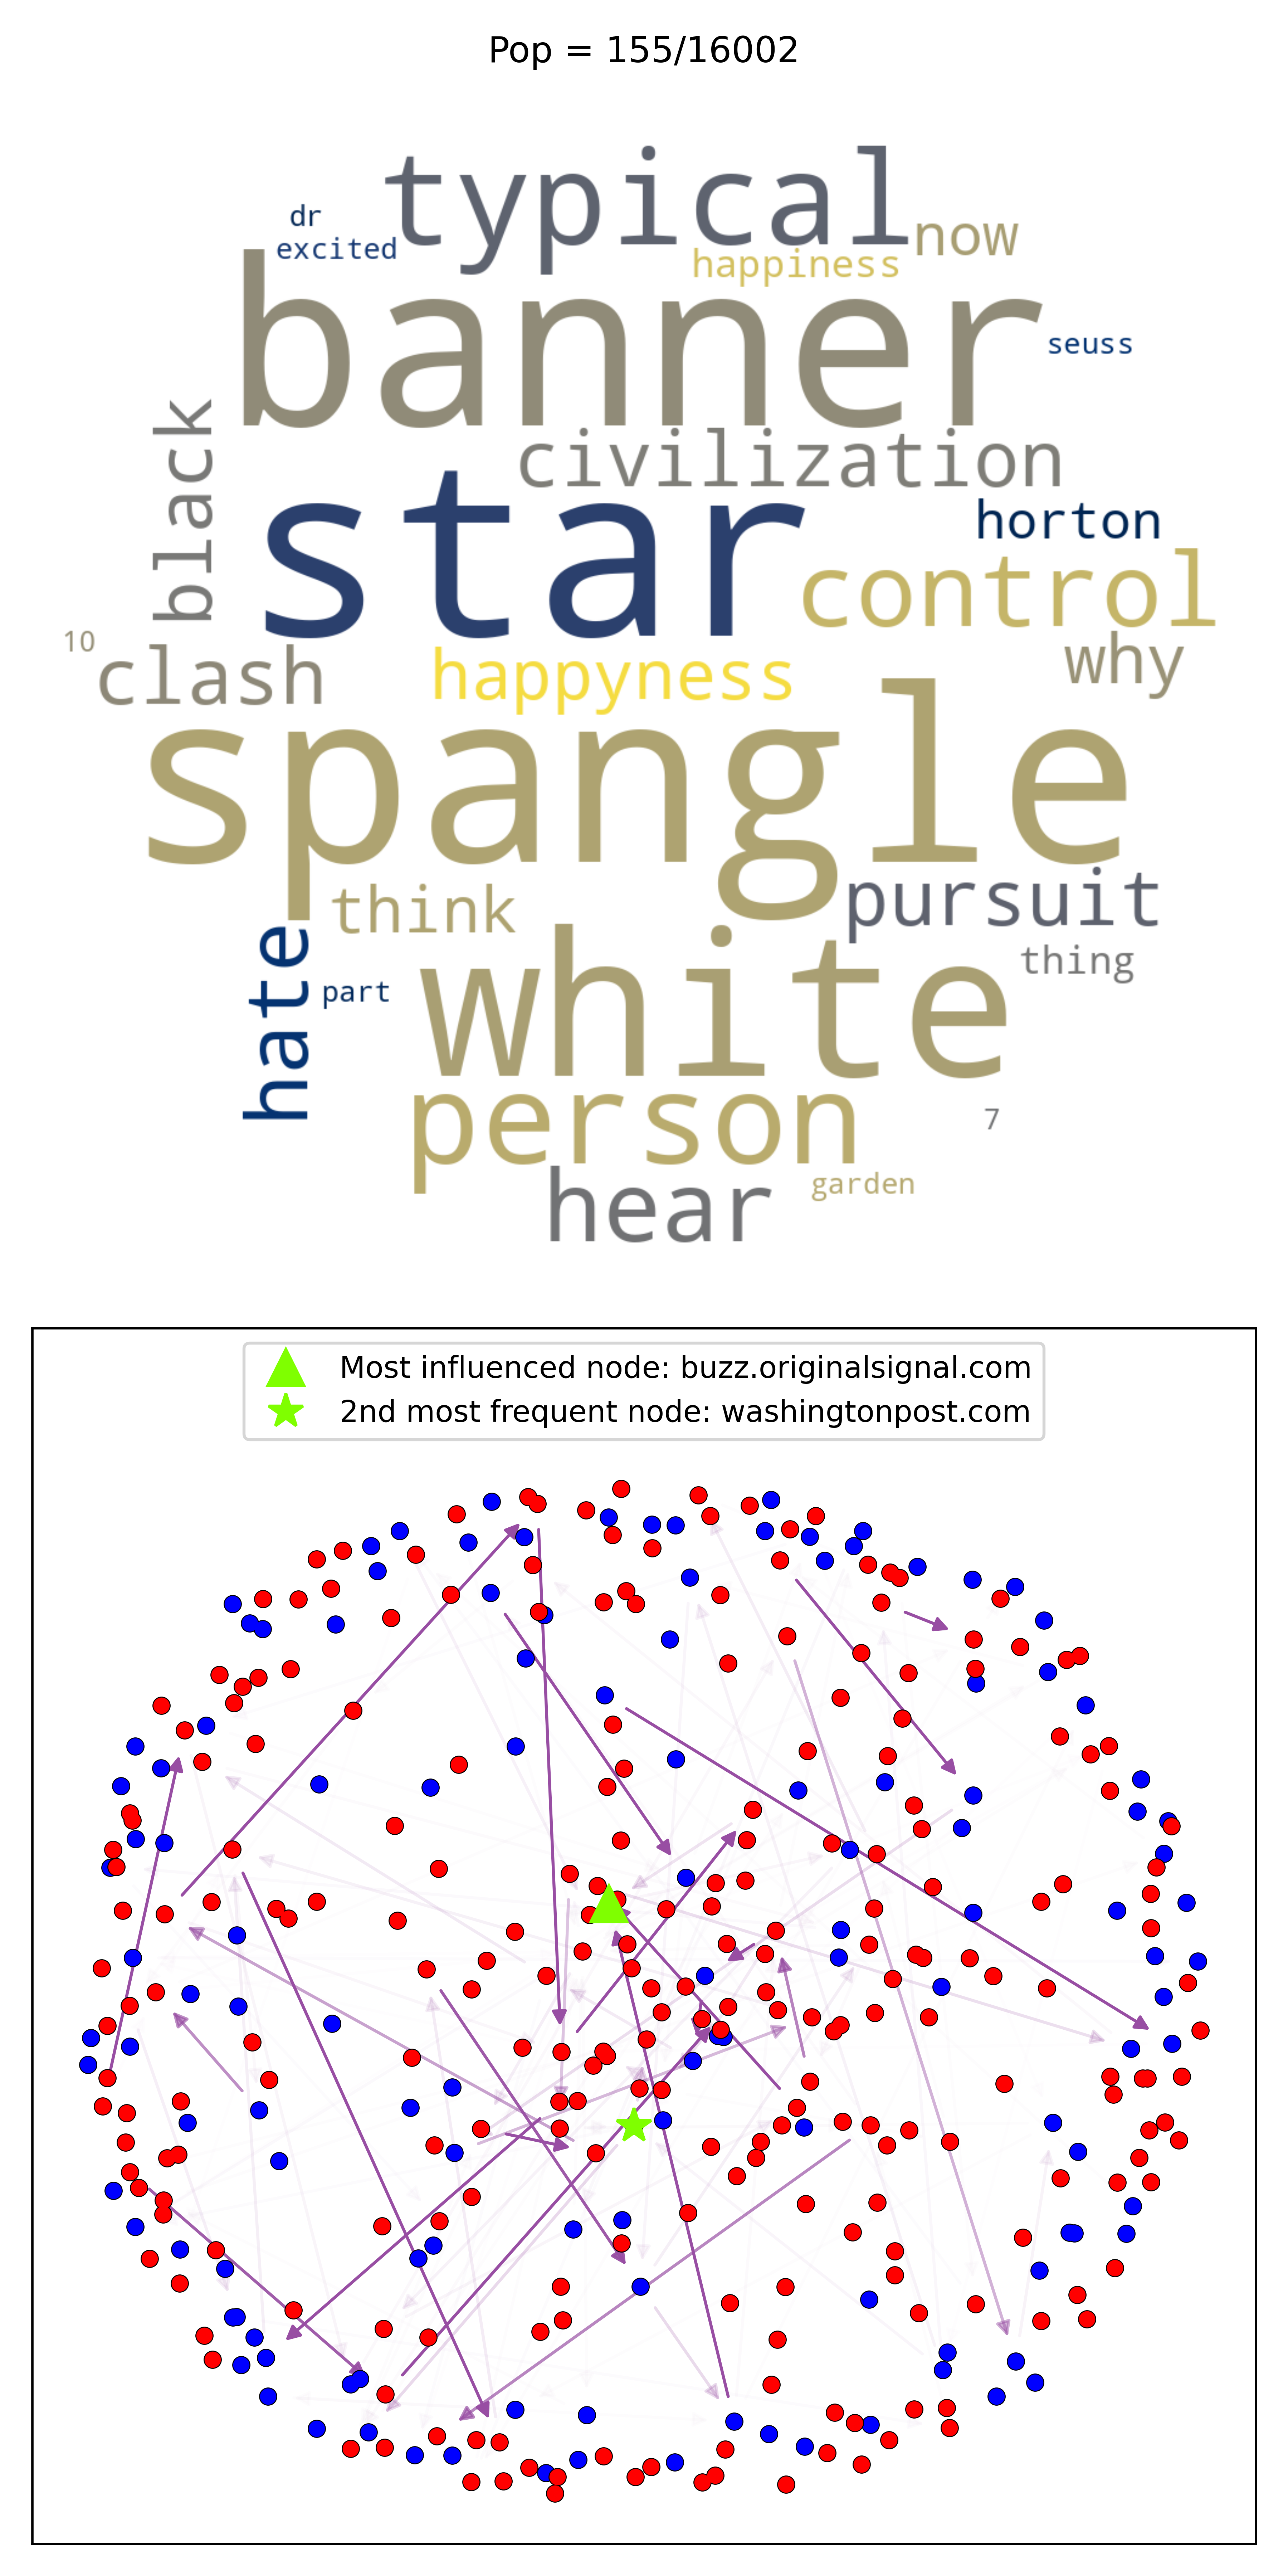 Pop = 155/16002
typical
dr
now
excited
happiness
banner
seuss
black
civilization
star
horton
control
10
clash
happyness
why
spangle
think
pursuit
hate
white
thing
part
person
7
hear
garden
Most influenced node: buzz.originalsignal.com
2nd most frequent node: washingtonpost.com